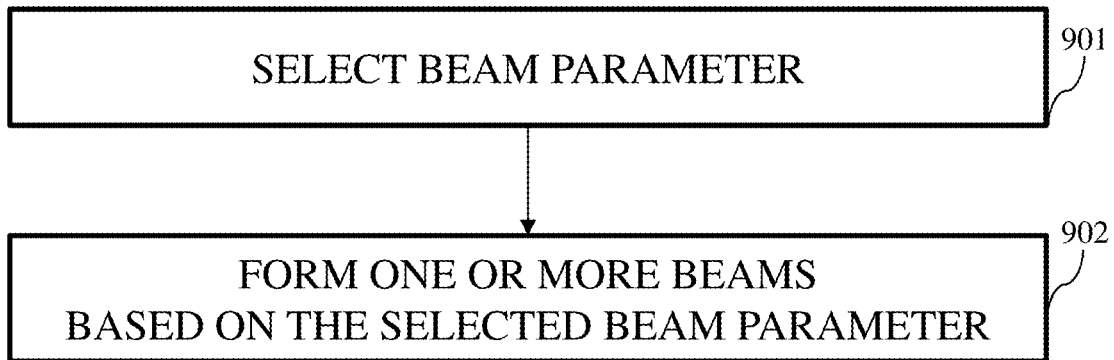 SELECT BEAM PARAMETER
901
FORM ONE OR MORE BEAMS
BASED ON THE SELECTED BEAM PARAMETER
902